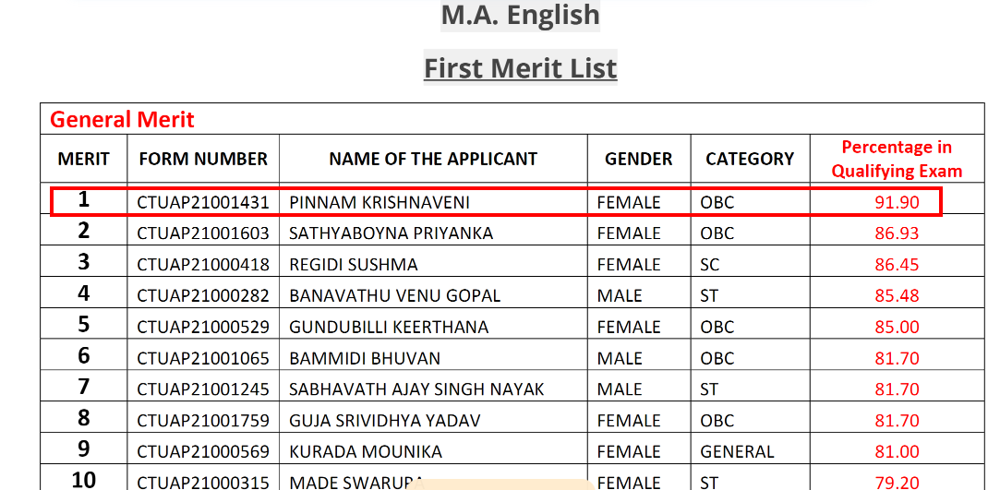 M.A. English
First Merit List
General Merit
MERIT FORM NUMBER NAME OF THE APPLICANT GENDER CATEGORY Percentage in Qualifying Exam
1 CTUAP21001431 PINNAM KRISHNAVENI FEMALE OBC 91.90
2 CTUAP21001603 SATHYABOYNA PRIYANKA FEMALE OBC 86.93
3 CTUAP21000418 REGIDI SUSHMA FEMALE SC 86.45
4 CTUAP21000282 BANAVATHU VENU GOPAL MALE ST 85.48
5 CTUAP21000529 GUNDUBILLI KEERTHANA FEMALE OBC 85.00
6 CTUAP21001065 BAMMIDI BHUVAN MALE OBC 81.70
7 CTUAP21001245 SABHAVATH AJAY SINGH NAYAK MALE ST 81.70
8 CTUAP21001759 GUJA SRIVIDHYA YADAV FEMALE OBC 81.70
9 CTUAP21000569 KURADA MOUNIKA FEMALE GENERAL 81.00
10 CTUAP21000315 MADE SWARUPA FEMALE ST 79.20